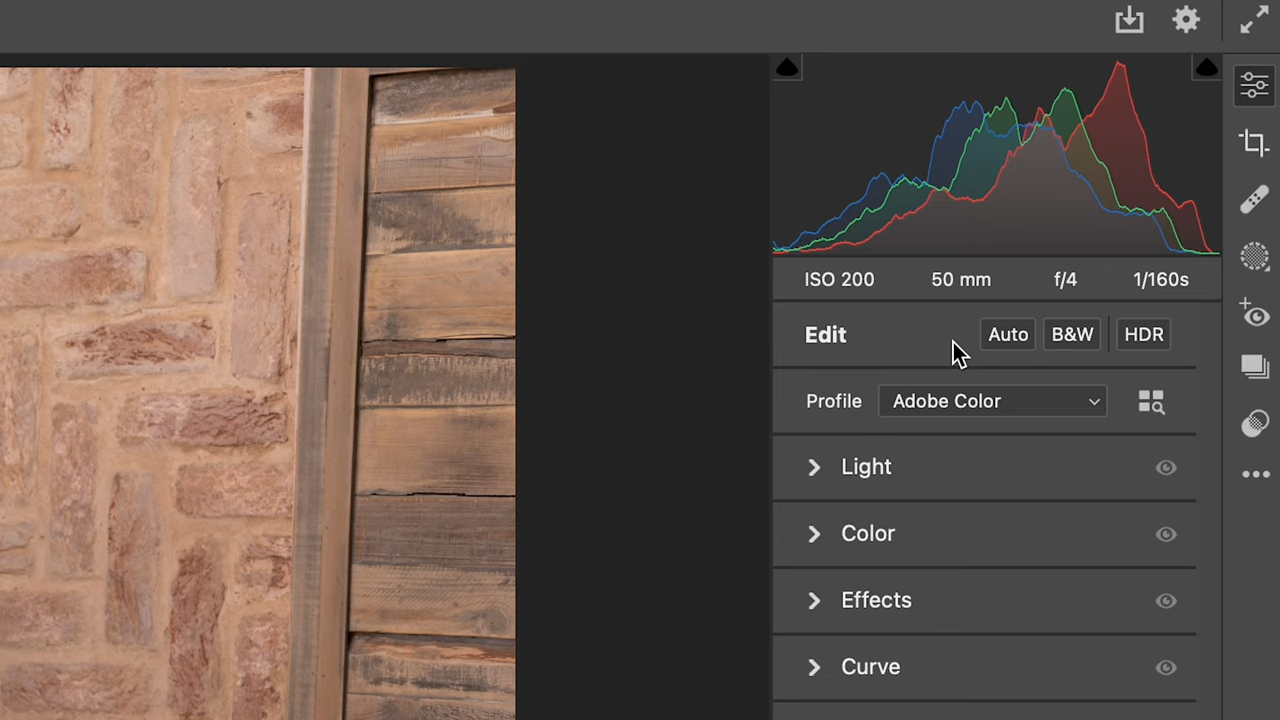 ISO 200 50 mm f/4 1/160s
Edit Auto B&W HDR
Profile Adobe Color
Light
Color
Effects
Curve